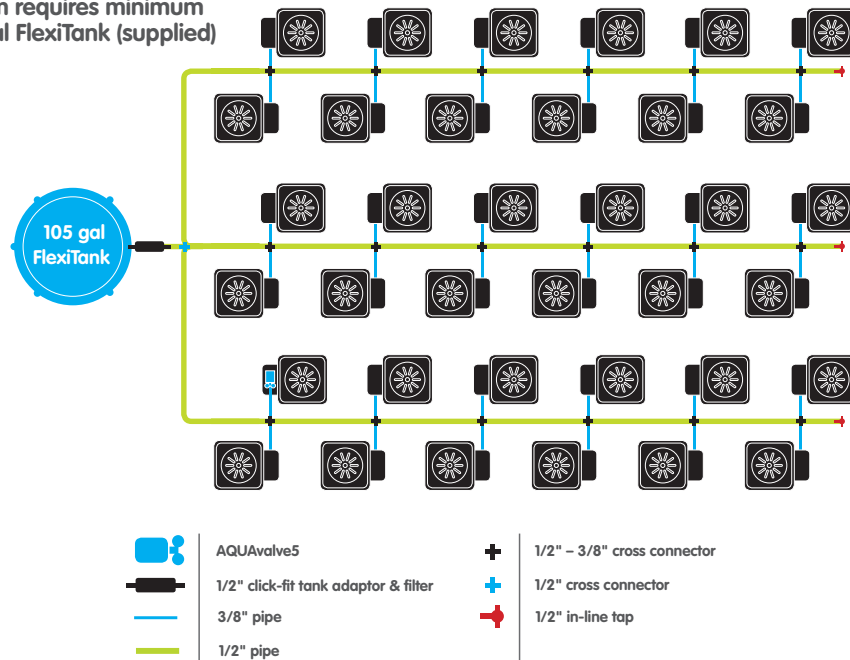 requires minimum
FlexiTank (supplied)
105 gal
FlexiTank
AQUAvalve5
1/2" click-fit tank adaptor & filter
3/8" pipe
1/2" pipe
1/2" – 3/8" cross connector
1/2" cross connector
1/2" in-line tap